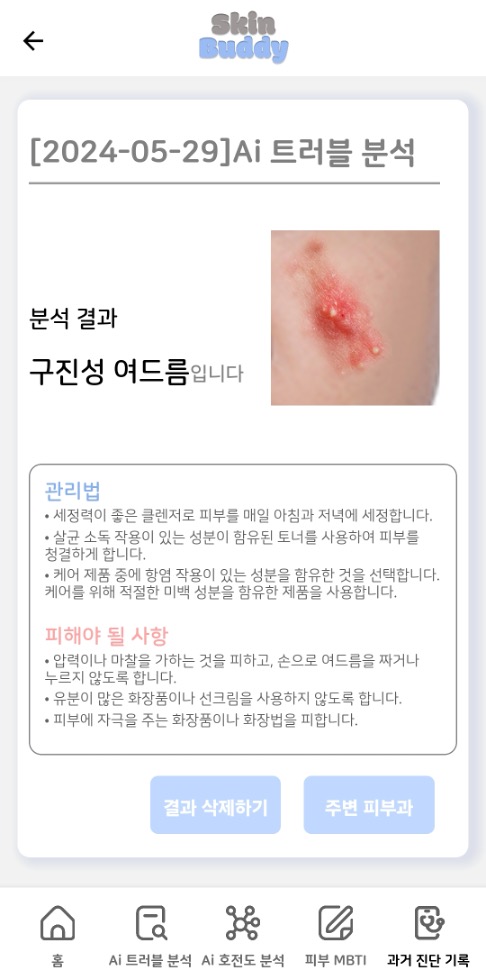 Skin
Buddy
[2024-05-29]Ai 트러블 분석
분석 결과
구진성 여드름입니다
관리법
• 세정력이 좋은 클렌저로 피부를 매일 아침과 저녁에 세정합니다.
• 살균 소독 작용이 있는 성분이 함유된 토너를 사용하여 피부를
청결하게 합니다.
• 케어 제품 중에 항염 작용이 있는 성분을 함유한 것을 선택합니다.
케어를 위해 적절한 미백 성분을 함유한 제품을 사용합니다.
피해야 될 사항
• 압력이나 마찰을 가하는 것을 피하고, 손으로 여드름을 짜거나
누르지 않도록 합니다.
• 유분이 많은 화장품이나 선크림을 사용하지 않도록 합니다.
• 피부에 자극을 주는 화장품이나 화장법을 피합니다.
결과 삭제하기
주변 피부과
홈
Ai 트러블 분석
Ai 호전도 분석
피부 MBTI
과거 진단 기록